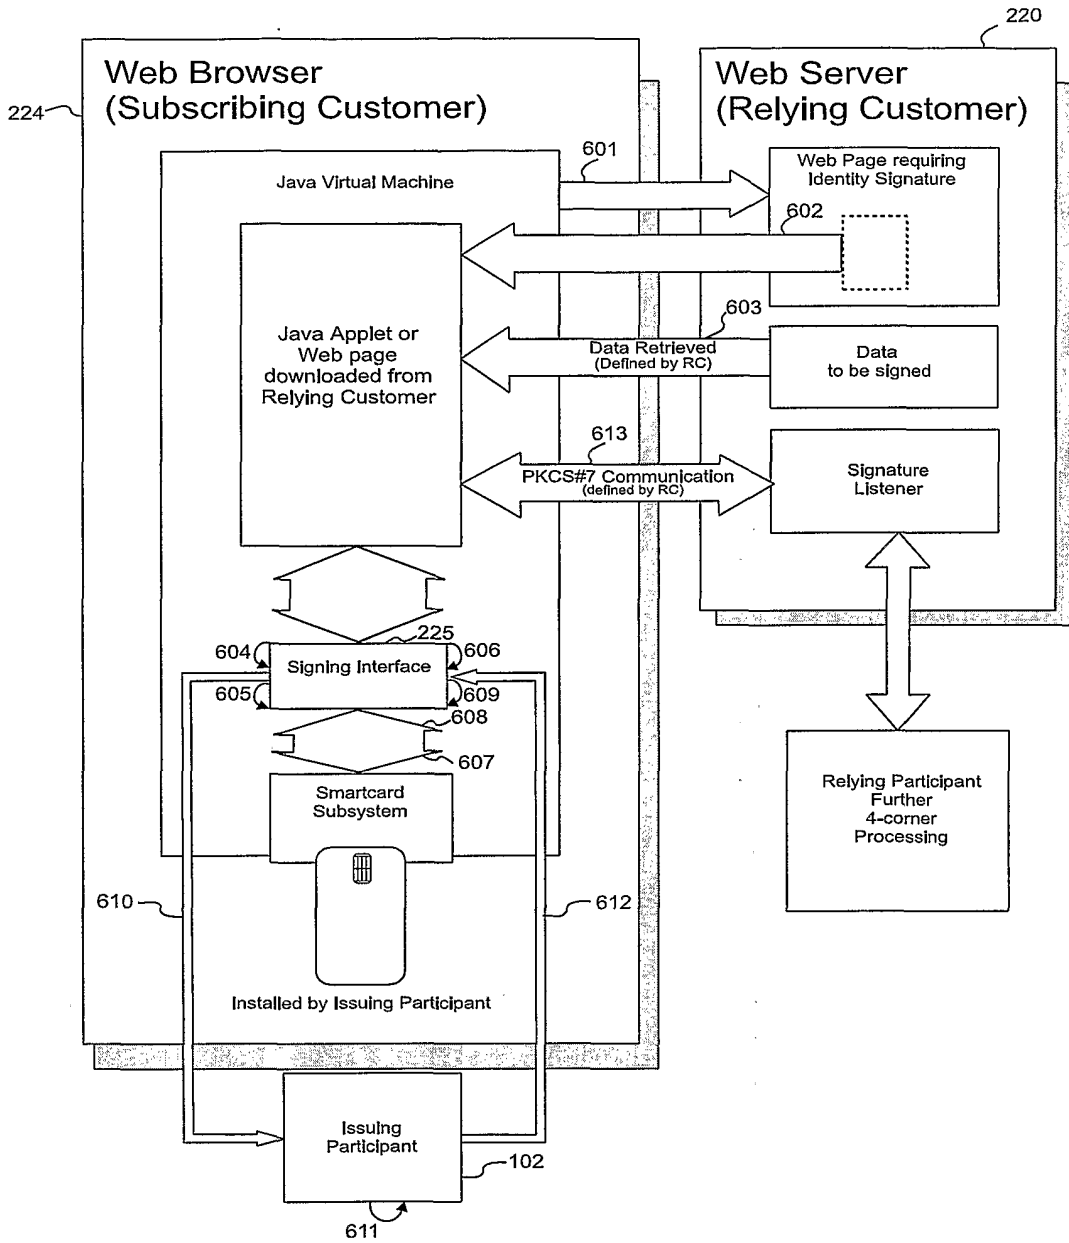 220
Web Browser
(Subscribing Customer)
224
Web Server
(Relying Customer)
601
Java Virtual Machine
Web Page requiring
Identity Signature
602
603
Java Applet or
Web page
downloaded from
Relying Customer
Data Retrieved
(Defined by RC)
Data
to be signed
613
PKCS#7 Communication
(defined by RC)
Signature
Listener
225
604
606
Signing Interface
605
609
608
607
Smartcard
Subsystem
Relying Participant
Further
4-corner
Processing
610
612
Installed by Issuing Participant
Issuing
Participant
102
611